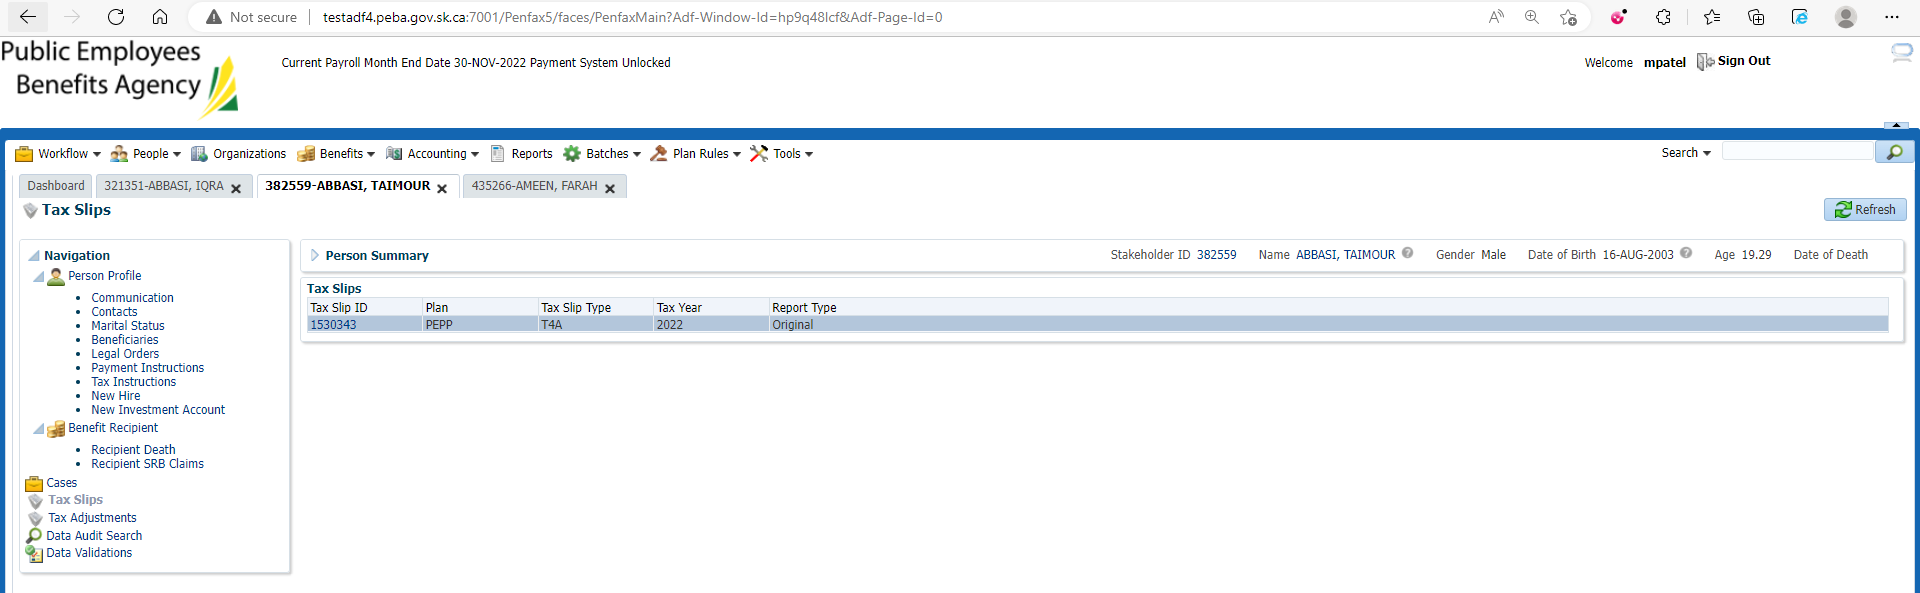 Not secure testadf4.peba.gov.sk.ca:7001/Penfax5/faces/PenfaxMain?Adf-Window-Id=hp9q48lcf&Adf-Page-Id=0
Public Employees
Benefits Agency
Current Payroll Month End Date 30-NOV-2022 Payment System Unlocked
Welcome mpatel Sign Out
Workflow People Organizations Benefits Accounting Reports Batches Plan Rules Tools Search
Dashboard 321351-ABBASI, IQRA 382559-ABBASI, TAIMOUR 435266-AMEEN, FARAH
Tax Slips
Refresh
Navigation
Person Profile
Communication
Contacts
Marital Status
Beneficiaries
Legal Orders
Payment Instructions
Tax Instructions
New Hire
New Investment Account
Benefit Recipient
Recipient Death
Recipient SRB Claims
Cases
Tax Slips
Tax Adjustments
Data Audit Search
Data Validations
Person Summary Stakeholder ID 382559 Name ABBASI, TAIMOUR Gender Male Date of Birth 16-AUG-2003 Age 19.29 Date of Death
Tax Slips
Tax Slip ID Plan Tax Slip Type Tax Year Report Type
1530343 PEPP T4A 2022 Original